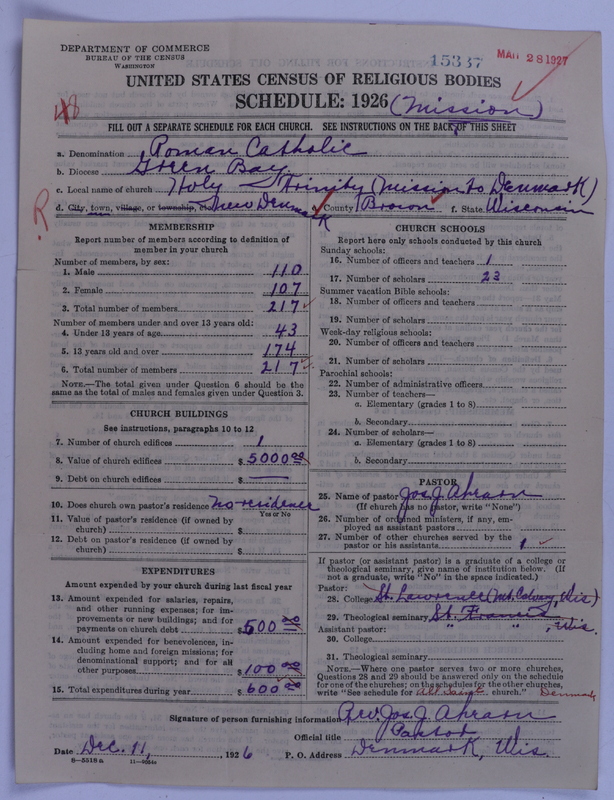 DEPARTMENT OF COMMERCE
BUREAU OF THE CENSUS
WASHINGTON
15337
MAR 28 1927
UNITED STATES CENSUS OF RELIGIOUS BODIES
SCHEDULE: 1926 (Mission)
FILL OUT A SEPARATE SCHEDULE FOR EACH CHURCH. SEE INSTRUCTIONS ON THE BACK OF THIS SHEET
a. Denomination Roman Catholic
b. Diocese Green Bay
c. Local name of church Holy Trinity (Mission to Denmark)
d. City, town, village, or township, etc. New Denmark e. County Brown f. State Wisconsin
R
MEMBERSHIP
Report number of members according to definition of member in your church
Number of members, by sex:
1. Male 110
2. Female 107
3. Total number of members 217
Number of members under and over 13 years old:
4. Under 13 years of age 43
5. 13 years old and over 174
6. Total number of members 217
NOTE.—The total given under Question 6 should be
same as the total of males and females given under Question 3.
CHURCH BUILDINGS
See instructions, paragraphs 10 to 12
7. Number of church edifices 1
8. Value of church edifices $ 5000 00
9. Debt on church edifices $ —
10. Does church own pastor's residence no residence
Yes or No
11. Value of pastor's residence (if owned by
church) $
12. Debt on pastor's residence (if owned by
church) $
EXPENDITURES
Amount expended by your church during last fiscal year
13. Amount expended for salaries, repairs,
and other running expenses; for im-
provements or new buildings; and for
payments on church debt $ 500 00
14. Amount expended for benevolences, in-
cluding home and foreign missions; for
denominational support; and for all
other purposes $ 100 00
15. Total expenditures during year $ 600 00
CHURCH SCHOOLS
Report here only schools conducted by this church
Sunday schools:
16. Number of officers and teachers 1
17. Number of scholars 23
Summer vacation Bible schools:
18. Number of officers and teachers
19. Number of scholars
Week-day religious schools:
20. Number of officers and teachers
21. Number of scholars
Parochial schools:
22. Number of administrative officers
23. Number of teachers—
a. Elementary (grades 1 to 8)
b. Secondary
24. Number of scholars—
a. Elementary (grades 1 to 8)
b. Secondary
PASTOR
25. Name of pastor Jos. J. Ahearn
(If church has no pastor, write "None")
26. Number of ordained ministers, if any, em-
ployed as assistant pastors
27. Number of other churches served by the
pastor or his assistants 1
If pastor (or assistant pastor) is a graduate of a college or
theological seminary, give name of institution below. (If
not a graduate, write "No" in the space indicated.)
Pastor:
28. College St. Lawrence (Mt. Calvary, Wis)
29. Theological seminary St. Francis
Assistant pastor: " " , Wis.
30. College
31. Theological seminary
NOTE.—Where one pastor serves two or more churches,
Questions 28 and 29 should be answered only on the schedule
for one of the churches; on the schedules for the other churches,
write "See schedule for All Saint church." Denmark
Signature of person furnishing information Rev. Jos. J. Ahearn
Official title Pastor
Date Dec. 11, , 1926 P. O. Address Denmark, Wis.
8—5518 a